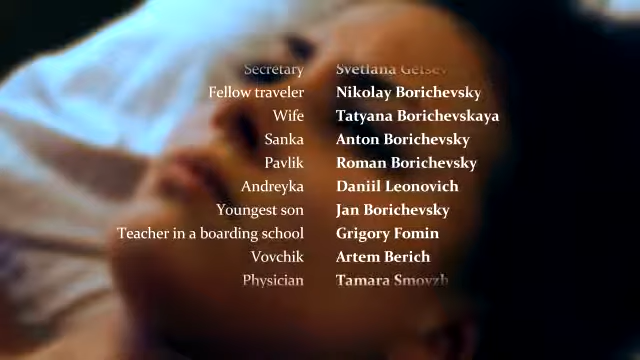 Secretary Svetlana
Fellow traveler Nikolay Borichevsky
Wife Tatyana Borichevskaya
Sanka Anton Borichevsky
Pavlik Roman Borichevsky
Andreyka Daniil Leonovich
Youngest son Jan Borichevsky
Teacher in a boarding school Grigory Fomin
Vovchik Artem Berich
Physician Tamara